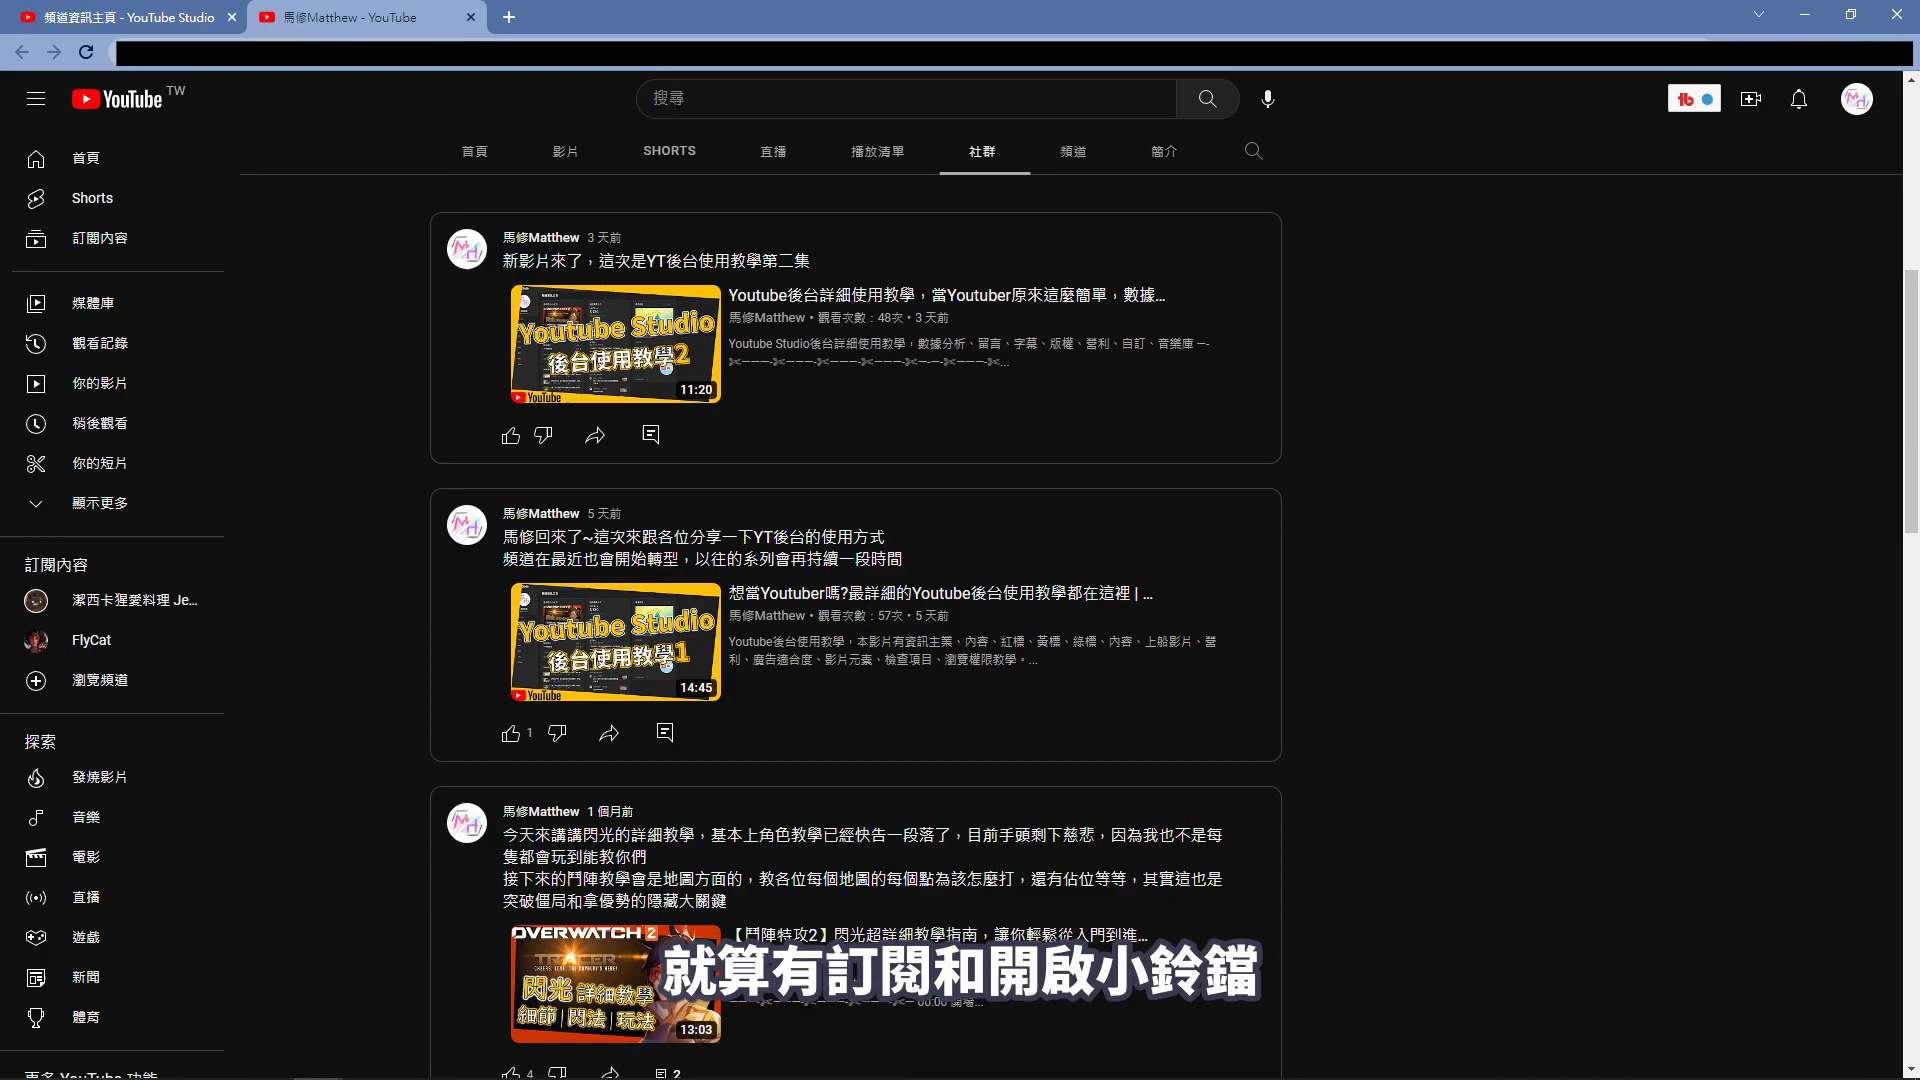 頻道資訊主頁 - YouTube Studio
馬修Matthew - YouTube
YouTube TW
搜尋
首頁
影片
SHORTS
直播
播放清單
社群
頻道
簡介
首頁
Shorts
訂閱內容
媒體庫
觀看記錄
你的影片
稍後觀看
你的短片
顯示更多
訂閱內容
潔西卡猩愛料理 Je...
FlyCat
瀏覽頻道
探索
發燒影片
音樂
電影
直播
遊戲
新聞
體育
更多 YouTube 功能
馬修Matthew 3 天前
新影片來了，這次是YT後台使用教學第二集
Youtube Studio
後台使用教學2
YouTube
11:20
Youtube後台詳細使用教學，當Youtuber原來這麼簡單，數據...
馬修Matthew • 觀看次數：48次 • 3 天前
Youtube Studio後台詳細使用教學，數據分析、留言、字幕、版權、營利、自訂、音樂庫 —-
✄———-✄———-✄———-✄———-✄—-—-✄———-✄...
馬修Matthew 5 天前
馬修回來了~這次來跟各位分享一下YT後台的使用方式
頻道在最近也會開始轉型，以往的系列會再持續一段時間
Youtube Studio
後台使用教學1
YouTube
14:45
想當Youtuber嗎?最詳細的Youtube後台使用教學都在這裡 | ...
馬修Matthew • 觀看次數：57次 • 5 天前
Youtube後台使用教學，本影片有資訊主業、內容、紅標、黃標、綠標、內容、上船影片、營
利、廣告適合度、影片元素、檢查項目、瀏覽權限教學。...
1
馬修Matthew 1 個月前
今天來講講閃光的詳細教學，基本上角色教學已經快告一段落了，目前手頭剩下慈悲，因為我也不是每
隻都會玩到能教你們
接下來的鬥陣教學會是地圖方面的，教各位每個地圖的每個點為該怎麼打，還有佔位等等，其實這也是
突破僵局和拿優勢的隱藏大關鍵
OVERWATCH 2
TRACER
CHEERS, LOVE! THE CAVALRY'S HERE!
閃光 詳細教學
細節 | 閃法 | 玩法
13:03
【鬥陣特攻2】閃光超詳細教學指南，讓你輕鬆從入門到進...
00:00 開場...
就算有訂閱和開啟小鈴鐺
4
2